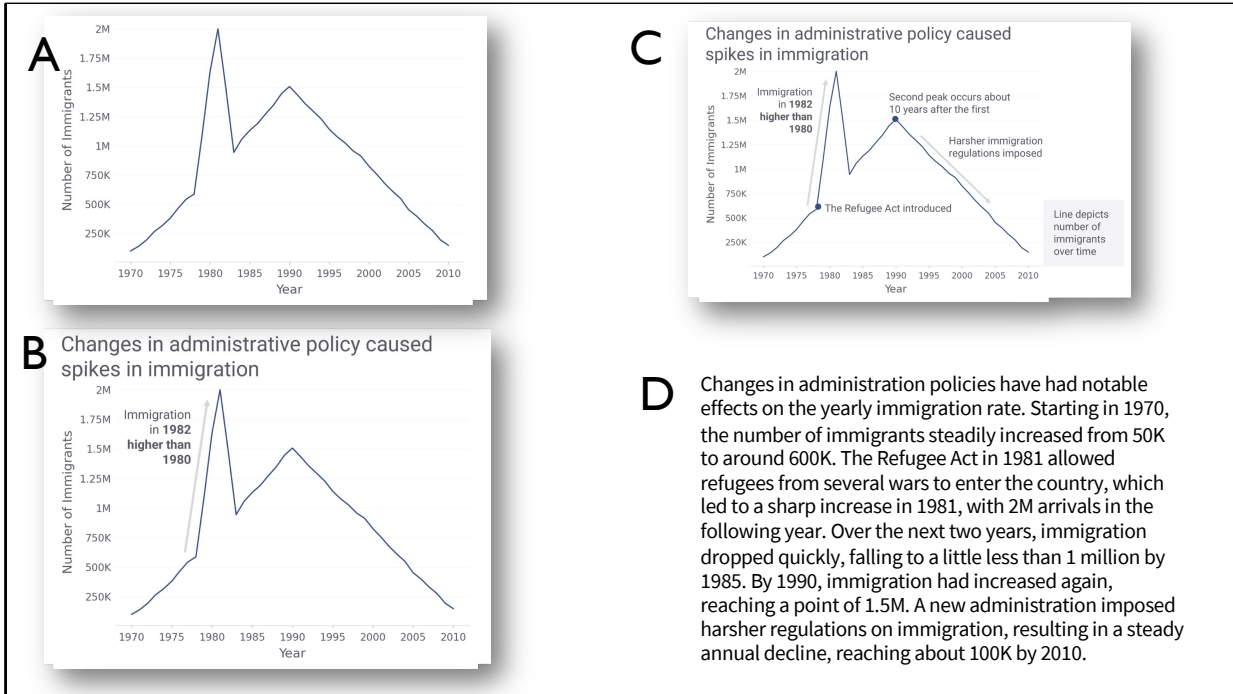 A
2M
1.75M
1.5M
1.25M
1M
750K
500K
250K
Number of Immigrants
1970 1975 1980 1985 1990 1995 2000 2005 2010
Year
B
Changes in administrative policy caused
spikes in immigration
2M
1.75M
1.5M
1.25M
1M
750K
500K
250K
Number of Immigrants
Immigration
in 1982
higher than
1980
1970 1975 1980 1985 1990 1995 2000 2005 2010
Year
C
Changes in administrative policy caused
spikes in immigration
2M
1.75M
1.5M
1.25M
1M
750K
500K
250K
Number of Immigrants
Immigration
in 1982
higher than
1980
Second peak occurs about
10 years after the first
Harsher immigration
regulations imposed
The Refugee Act introduced
Line depicts
number of
immigrants
over time
1970 1975 1980 1985 1990 1995 2000 2005 2010
Year
D
Changes in administration policies have had notable
effects on the yearly immigration rate. Starting in 1970,
the number of immigrants steadily increased from 50K
to around 600K. The Refugee Act in 1981 allowed
refugees from several wars to enter the country, which
led to a sharp increase in 1981, with 2M arrivals in the
following year. Over the next two years, immigration
dropped quickly, falling to a little less than 1 million by
1985. By 1990, immigration had increased again,
reaching a point of 1.5M. A new administration imposed
harsher regulations on immigration, resulting in a steady
annual decline, reaching about 100K by 2010.